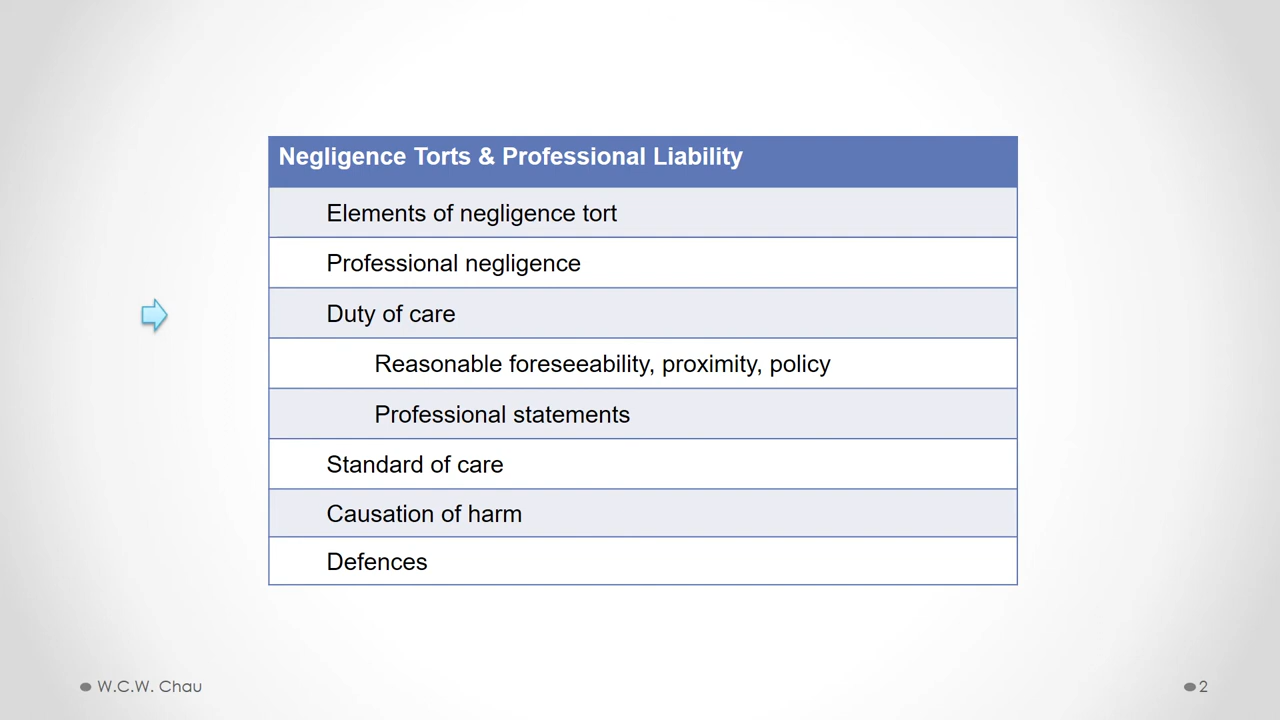 Negligence Torts & Professional Liability
Elements of negligence tort
Professional negligence
Duty of care
Reasonable foreseeability, proximity, policy
Professional statements
Standard of care
Causation of harm
Defences
W.C.W. Chau
2